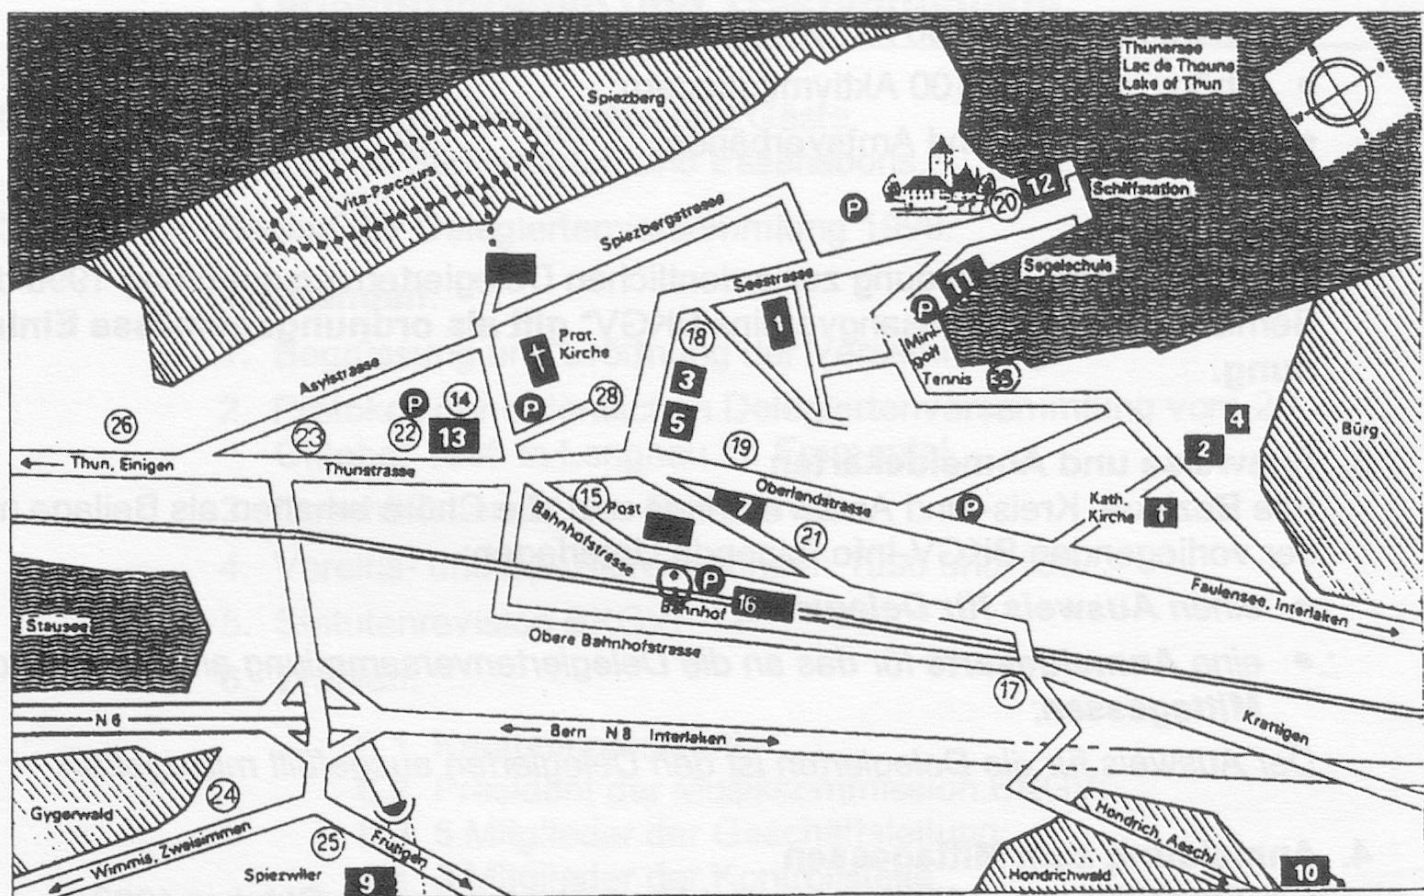 Thunersee
Lac de Thoune
Lake of Thun
Spiezberg
Vita-Parcours
P
20
12
Schiffstation
Spiezbergstrasse
Seestrasse
Segelschule
11
P
1
Mini
golf
Tennis
18
Prot.
Kirche
3
5
28
Asylstrasse
P
14
P
26
23
22
13
4
2
Bürg
Thun, Einigen
Thunstrasse
19
Oberlandstrasse
P
Kath.
Kirche
15
Post
7
21
Bahnhofstrasse
P
16
Bahnhof
Obere Bahnhofstrasse
Faulensee, Interlaken
Stausee
17
N 6
Bern N 8 Interlaken
Krattigen
24
Gygerwald
Wimmis, Zweisimmen
25
Frutigen
Spiezwiler
9
Hondrich, Aeschi
Hondrichwald
10